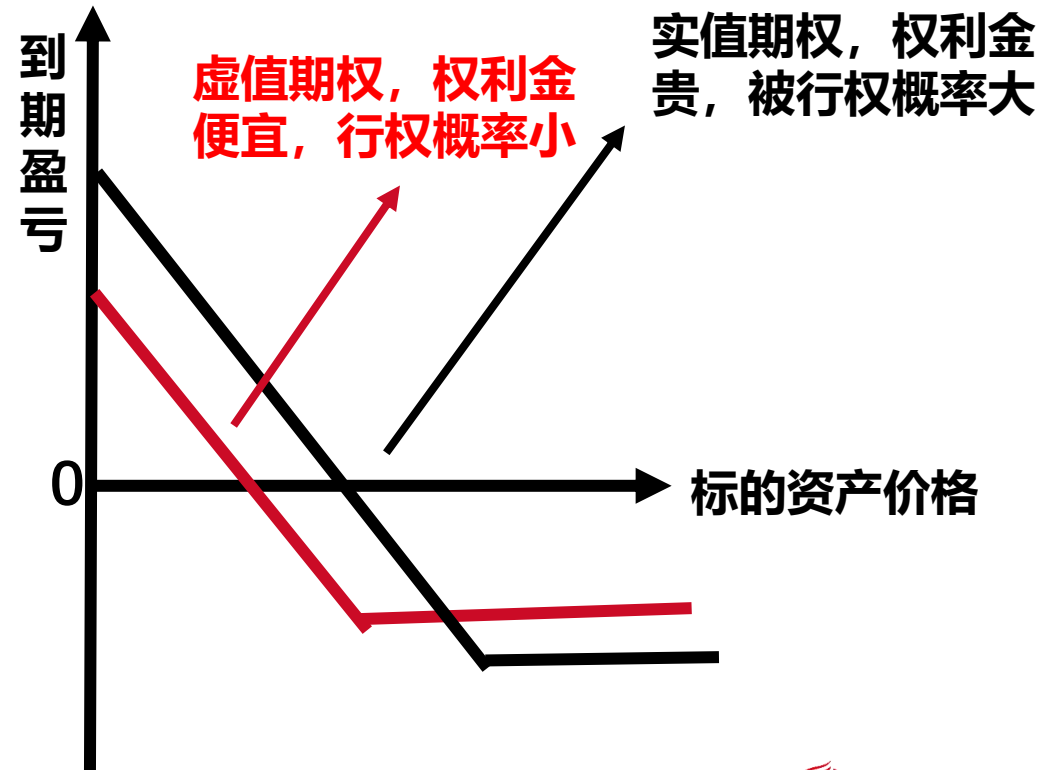 到期盈亏
虚值期权，权利金
便宜，行权概率小
实值期权，权利金
贵，被行权概率大
0
标的资产价格